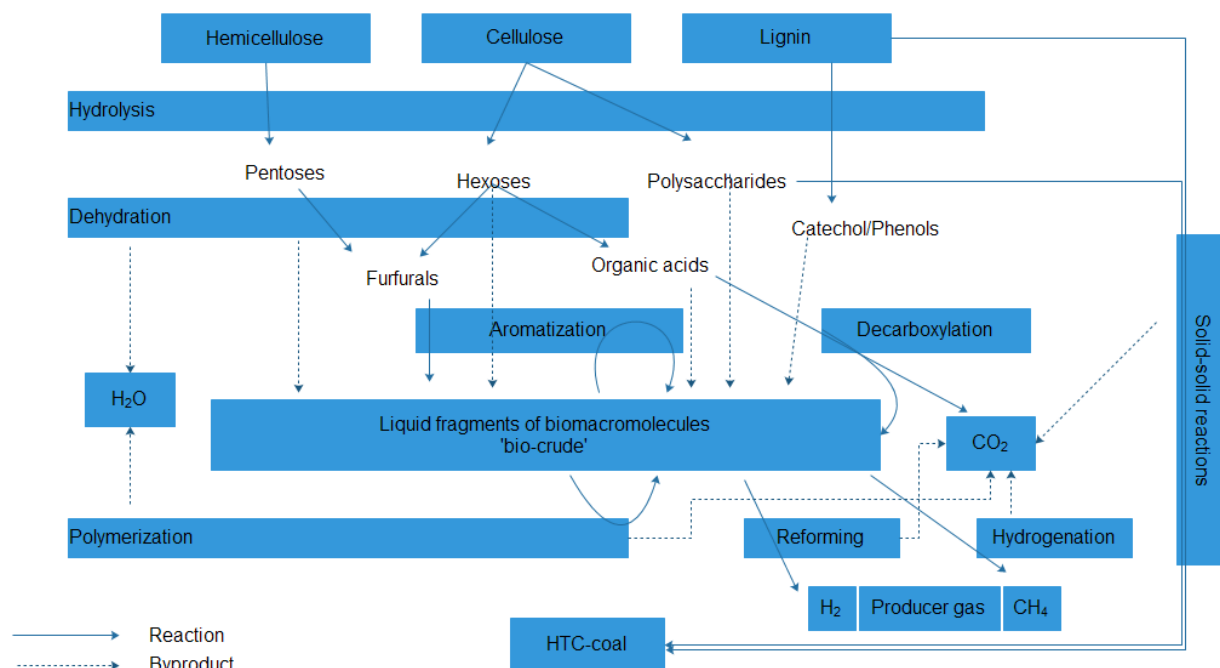 Hemicellulose
Cellulose
Lignin
Hydrolysis
Pentoses
Hexoses
Polysaccharides
Dehydration
Catechol/Phenols
Furfurals
Organic acids
Aromatization
Decarboxylation
Solid-solid reactions
H₂O
Liquid fragments of biomacromolecules
'bio-crude'
CO₂
Polymerization
Reforming
Hydrogenation
H₂
Producer gas
CH₄
HTC-coal
Reaction
Byproduct